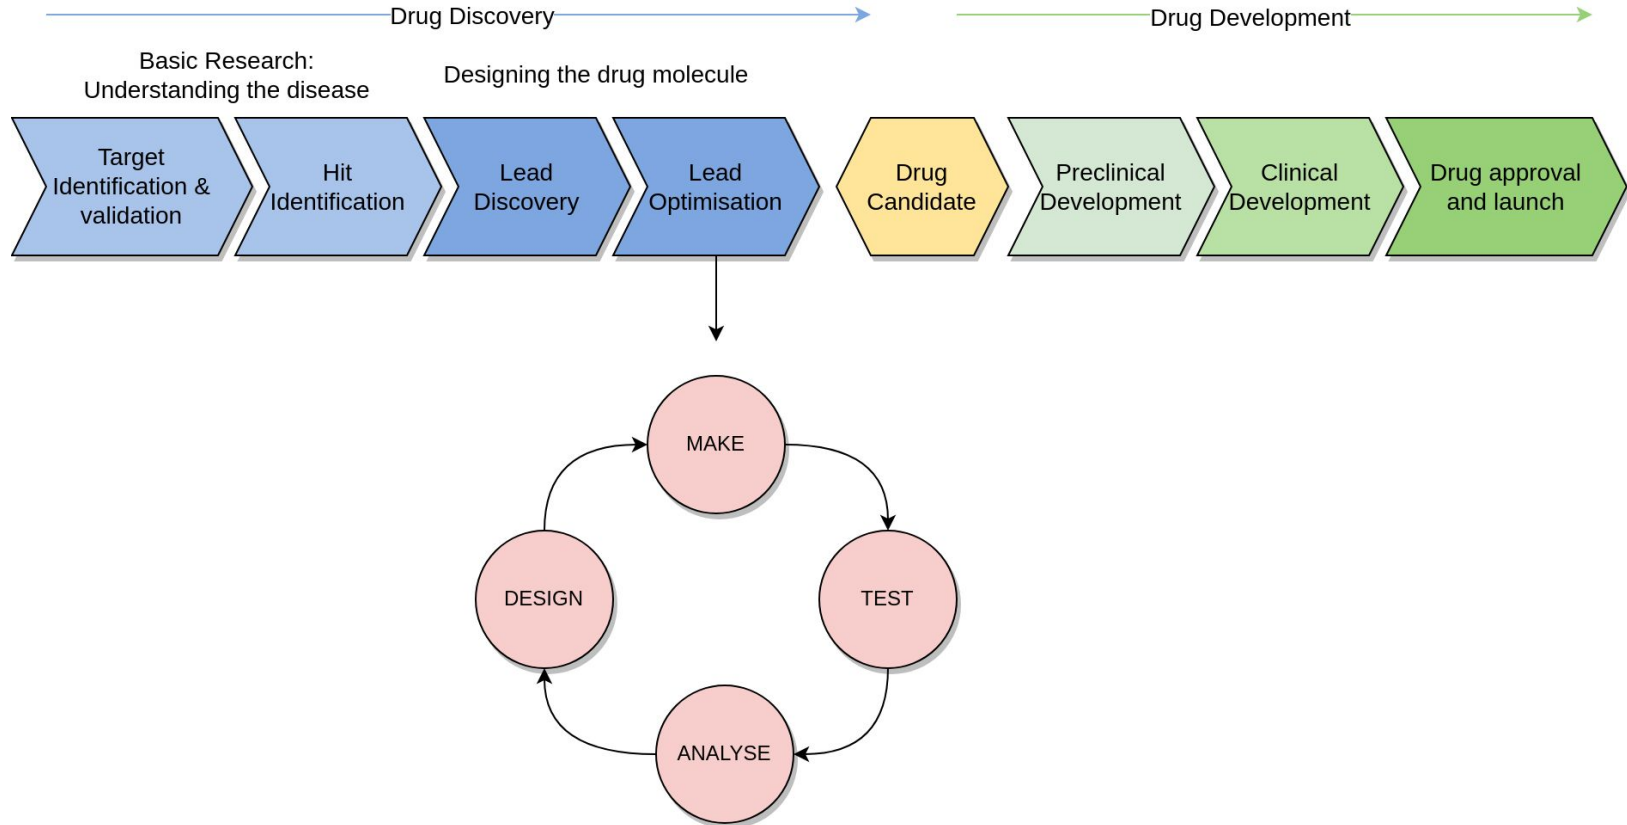 Drug Discovery
Drug Development
Basic Research:
Understanding the disease
Designing the drug molecule
Target
Identification &
validation
Hit
Identification
Lead
Discovery
Lead
Optimisation
Drug
Candidate
Preclinical
Development
Clinical
Development
Drug approval
and launch
MAKE
DESIGN
TEST
ANALYSE